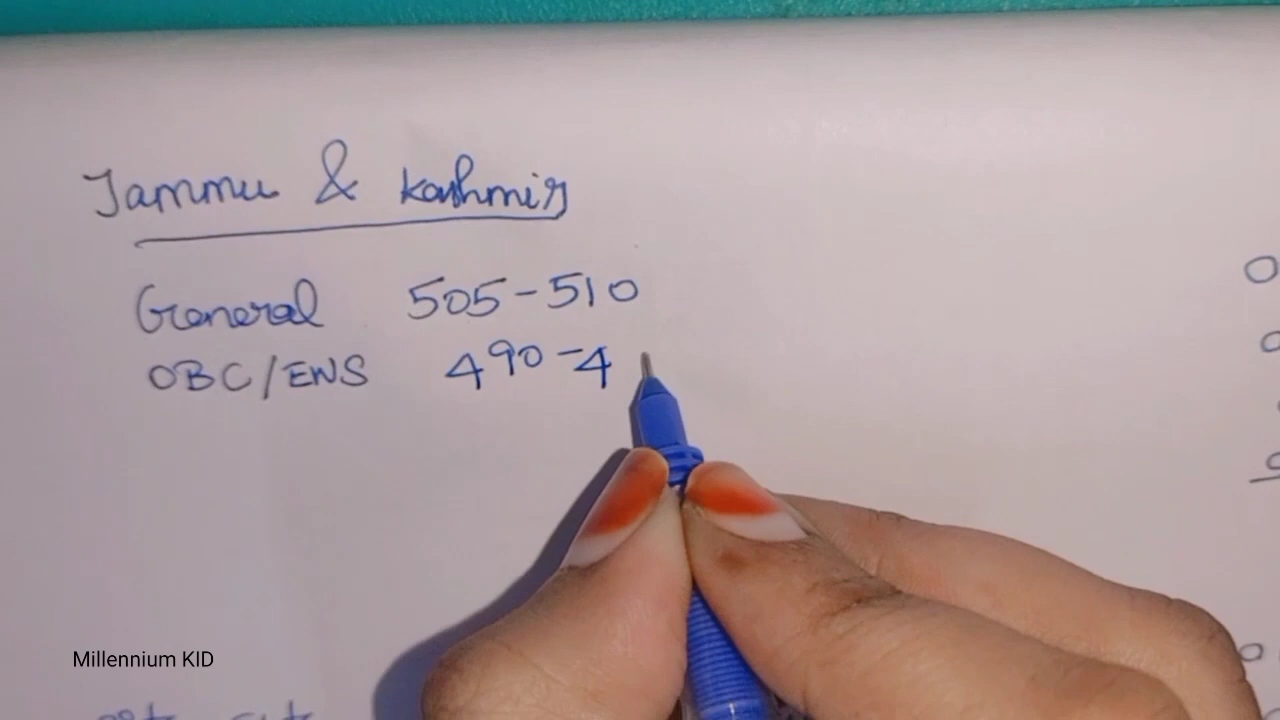 Jammu & Kashmir
General 505-510
OBC/EWS 490-4
Millennium KID